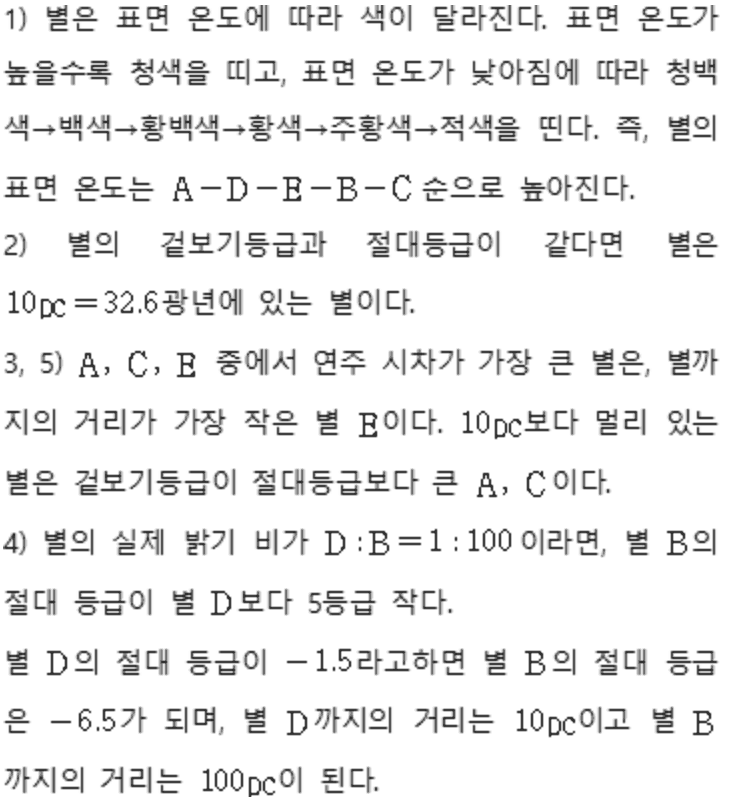 1) 별은 표면 온도에 따라 색이 달라진다. 표면 온도가
높을수록 청색을 띠고, 표면 온도가 낮아짐에 따라 청백
색→백색→황백색→황색→주황색→적색을 띤다. 즉, 별의
표면 온도는 A-D-E-B-C 순으로 높아진다.
2) 별의 겉보기등급과 절대등급이 같다면 별은
10pc=32.6광년에 있는 별이다.
3, 5) A, C, E 중에서 연주 시차가 가장 큰 별은, 별까
지의 거리가 가장 작은 별 E이다. 10pc보다 멀리 있는
별은 겉보기등급이 절대등급보다 큰 A, C이다.
4) 별의 실제 밝기 비가 D:B=1:100이라면, 별 B의
절대 등급이 별 D보다 5등급 작다.
별 D의 절대 등급이 -1.5라고하면 별 B의 절대 등급
은 -6.5가 되며, 별 D까지의 거리는 10pc이고 별 B
까지의 거리는 100pc이 된다.